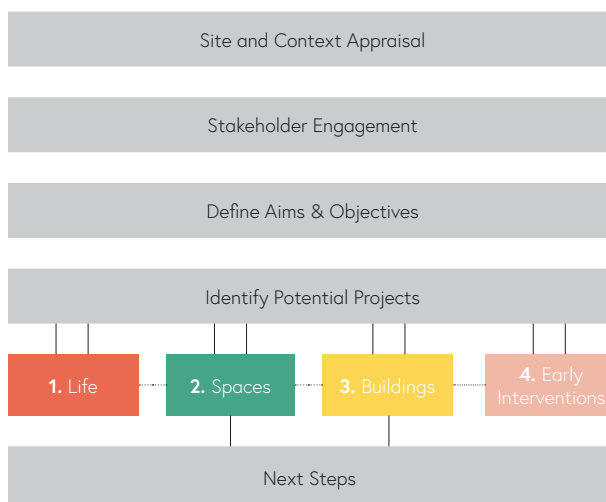 Site and Context Appraisal
Stakeholder Engagement
Define Aims & Objectives
Identify Potential Projects
1. Life
2. Spaces
3. Buildings
4. Early
Interventions
Next Steps